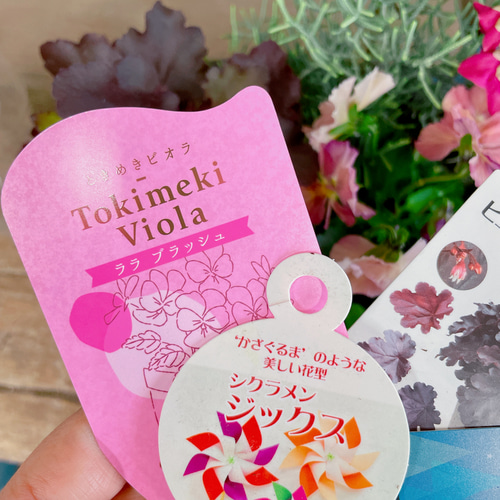 ときめきビオラ
Tokimeki
Viola
ララ ブラッシュ
"かざぐるま"のような
美しい花型
シクラメン
ジックス